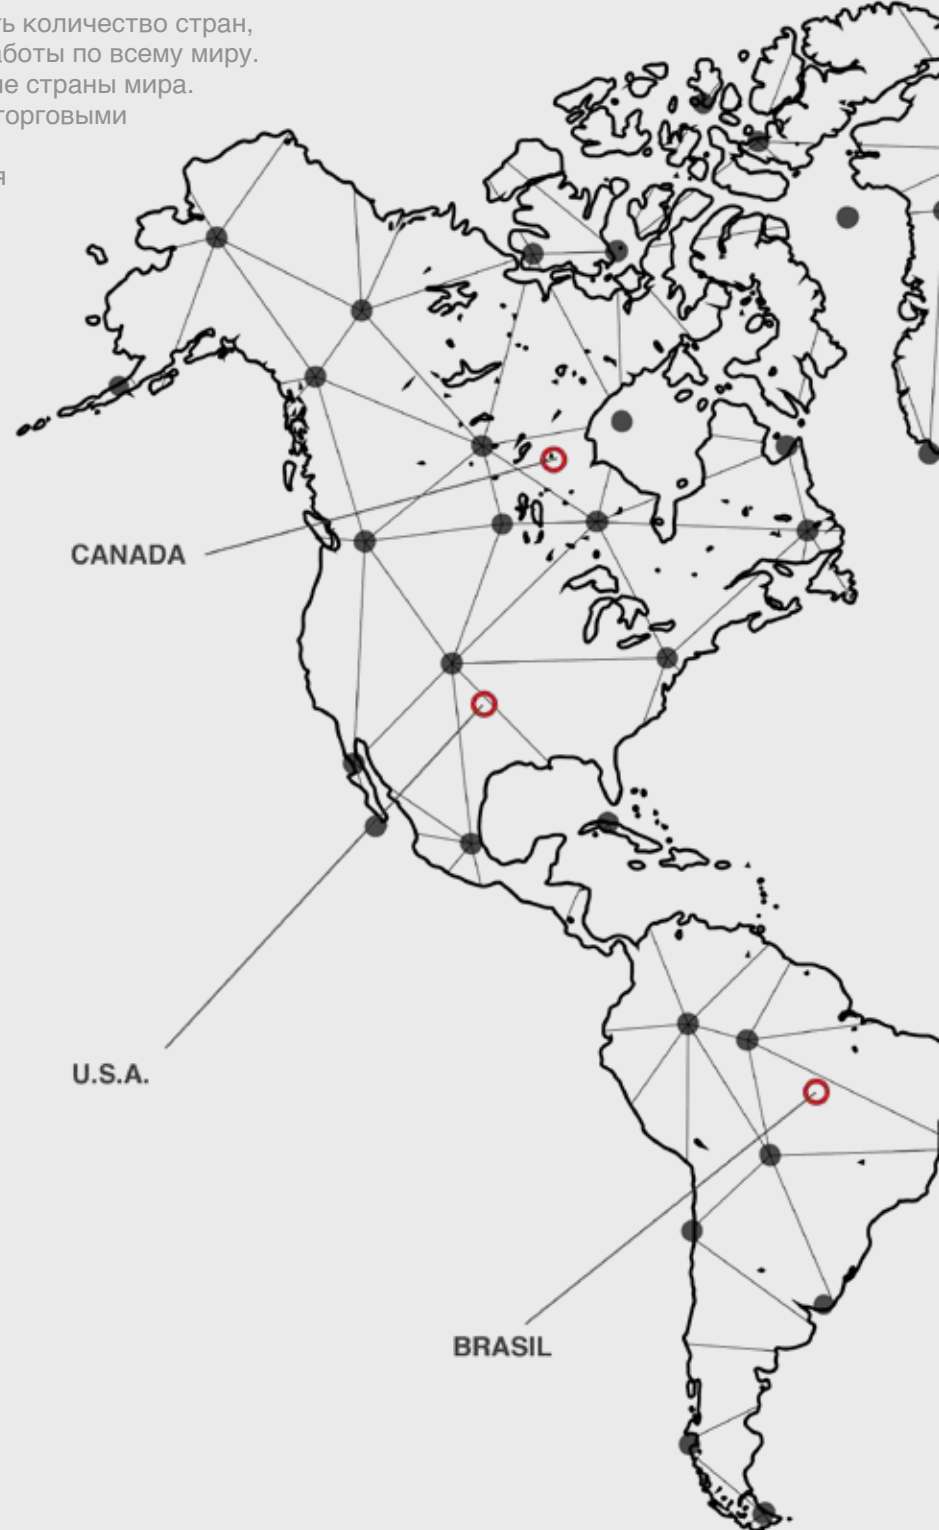 ь количество стран,
аботы по всему миру.
ие страны мира.
торговыми
я
CANADA
U.S.A.
BRASIL